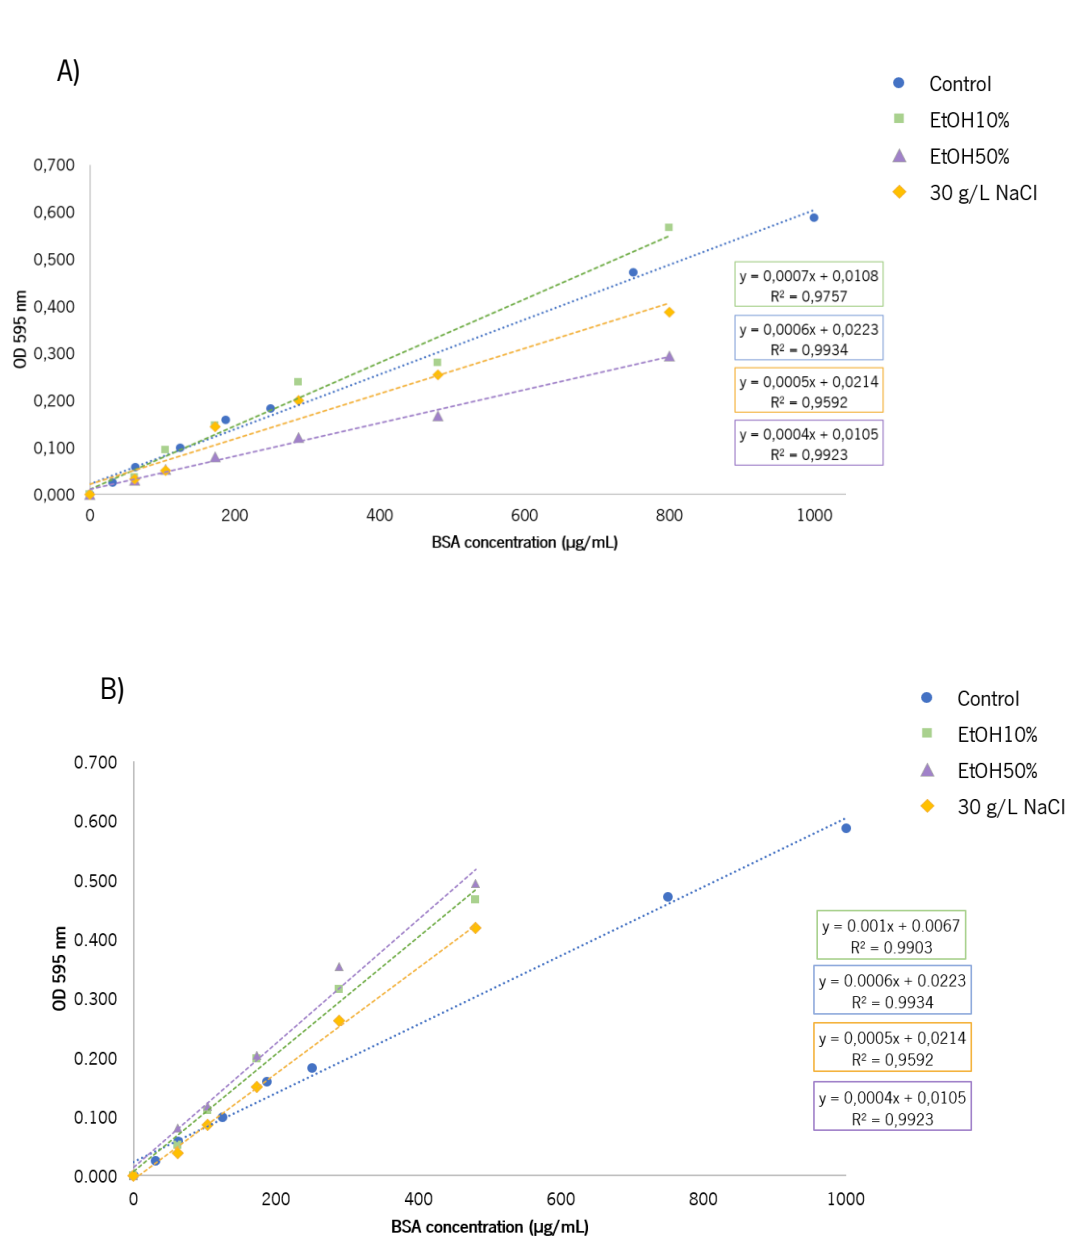 A)
Control
EtOH10%
EtOH50%
30 g/L NaCl
0,700
0,600
0,500
0,400
0,300
0,200
0,100
0,000
OD 595 nm
y = 0,0007x + 0,0108
R² = 0,9757
y = 0,0006x + 0,0223
R² = 0,9934
y = 0,0005x + 0,0214
R² = 0,9592
y = 0,0004x + 0,0105
R² = 0,9923
0 200 400 600 800 1000
BSA concentration (µg/mL)
B)
Control
EtOH10%
EtOH50%
30 g/L NaCl
0.700
0.600
0.500
0.400
0.300
0.200
0.100
0.000
OD 595 nm
y = 0.001x + 0.0067
R² = 0.9903
y = 0.0006x + 0.0223
R² = 0.9934
y = 0,0005x + 0,0214
R² = 0,9592
y = 0,0004x + 0,0105
R² = 0,9923
0 200 400 600 800 1000
BSA concentration (µg/mL)